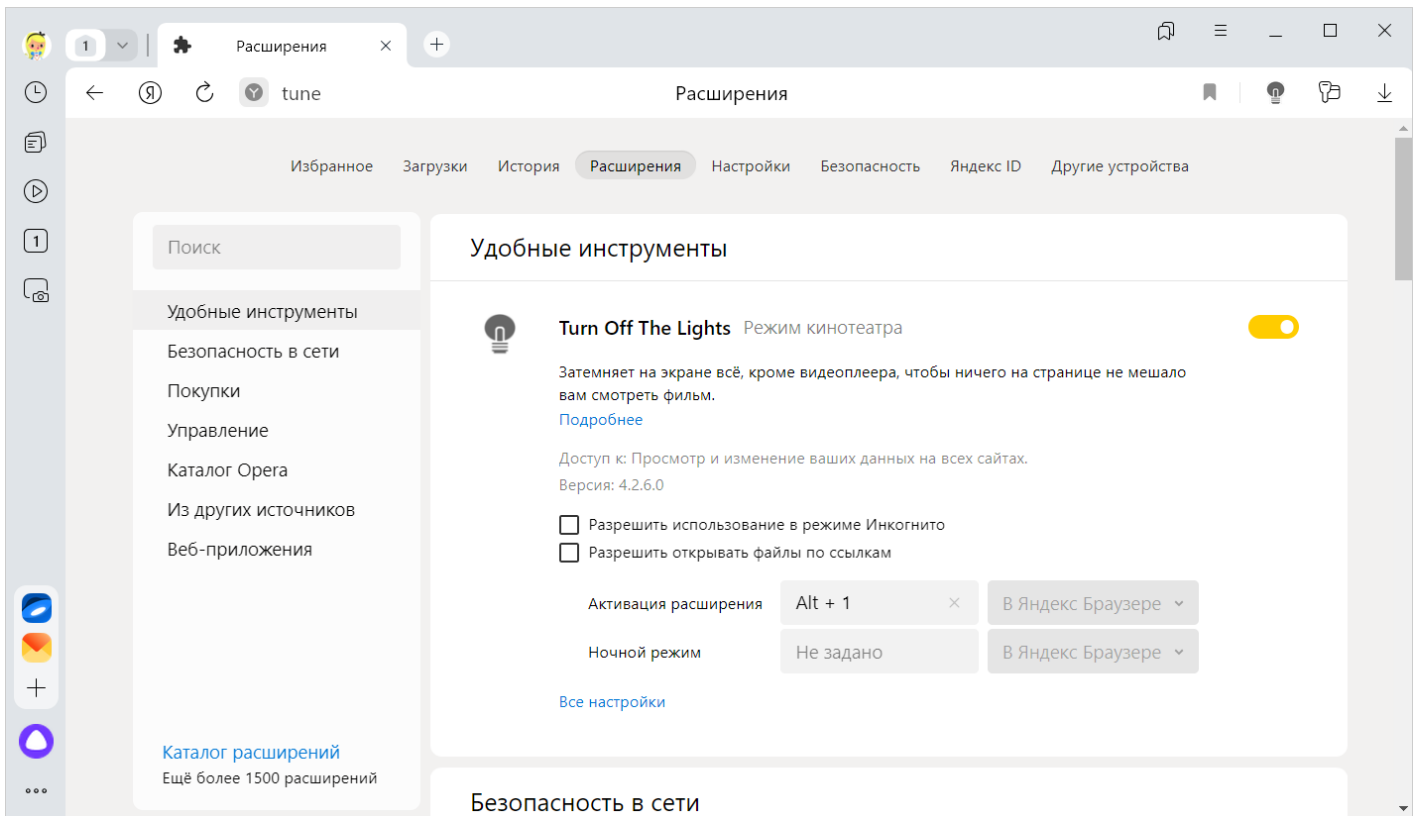 1
Расширения
tune
Расширения
Избранное Загрузки История Расширения Настройки Безопасность Яндекс ID Другие устройства
1
Поиск
Удобные инструменты
Безопасность в сети
Покупки
Управление
Каталог Opera
Из других источников
Веб-приложения
Каталог расширений
Ещё более 1500 расширений
Удобные инструменты
Turn Off The Lights Режим кинотеатра
Затемняет на экране всё, кроме видеоплеера, чтобы ничего на странице не мешало
вам смотреть фильм.
Подробнее
Доступ к: Просмотр и изменение ваших данных на всех сайтах.
Версия: 4.2.6.0
Разрешить использование в режиме Инкогнито
Разрешить открывать файлы по ссылкам
Активация расширения Alt + 1 В Яндекс Браузере
Ночной режим Не задано В Яндекс Браузере
Все настройки
Безопасность в сети